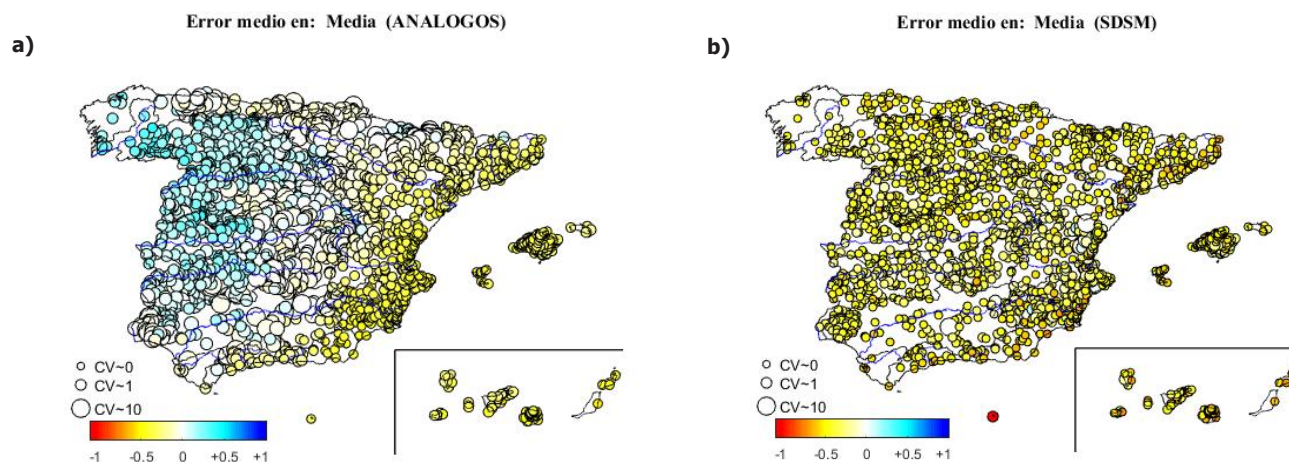 Error medio en: Media (ANALOGOS)
a)
CV~0
CV~1
CV~10
-1 -0.5 0 +0.5 +1
Error medio en: Media (SDSM)
b)
CV~0
CV~1
CV~10
-1 -0.5 0 +0.5 +1